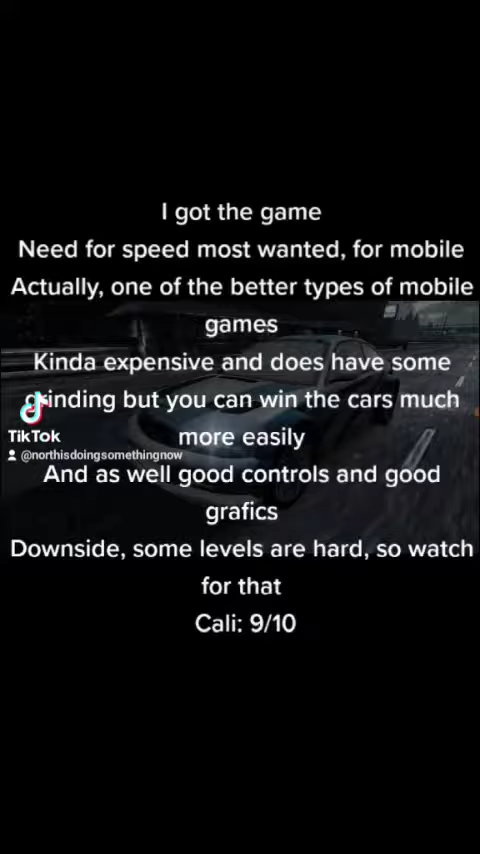 I got the game
Need for speed most wanted, for mobile
Actually, one of the better types of mobile
games
Kinda expensive and does have some
grinding but you can win the cars much
more easily
And as well good controls and good
grafics
Downside, some levels are hard, so watch
for that
Cali: 9/10
TikTok
@northisdoingsomethingnow